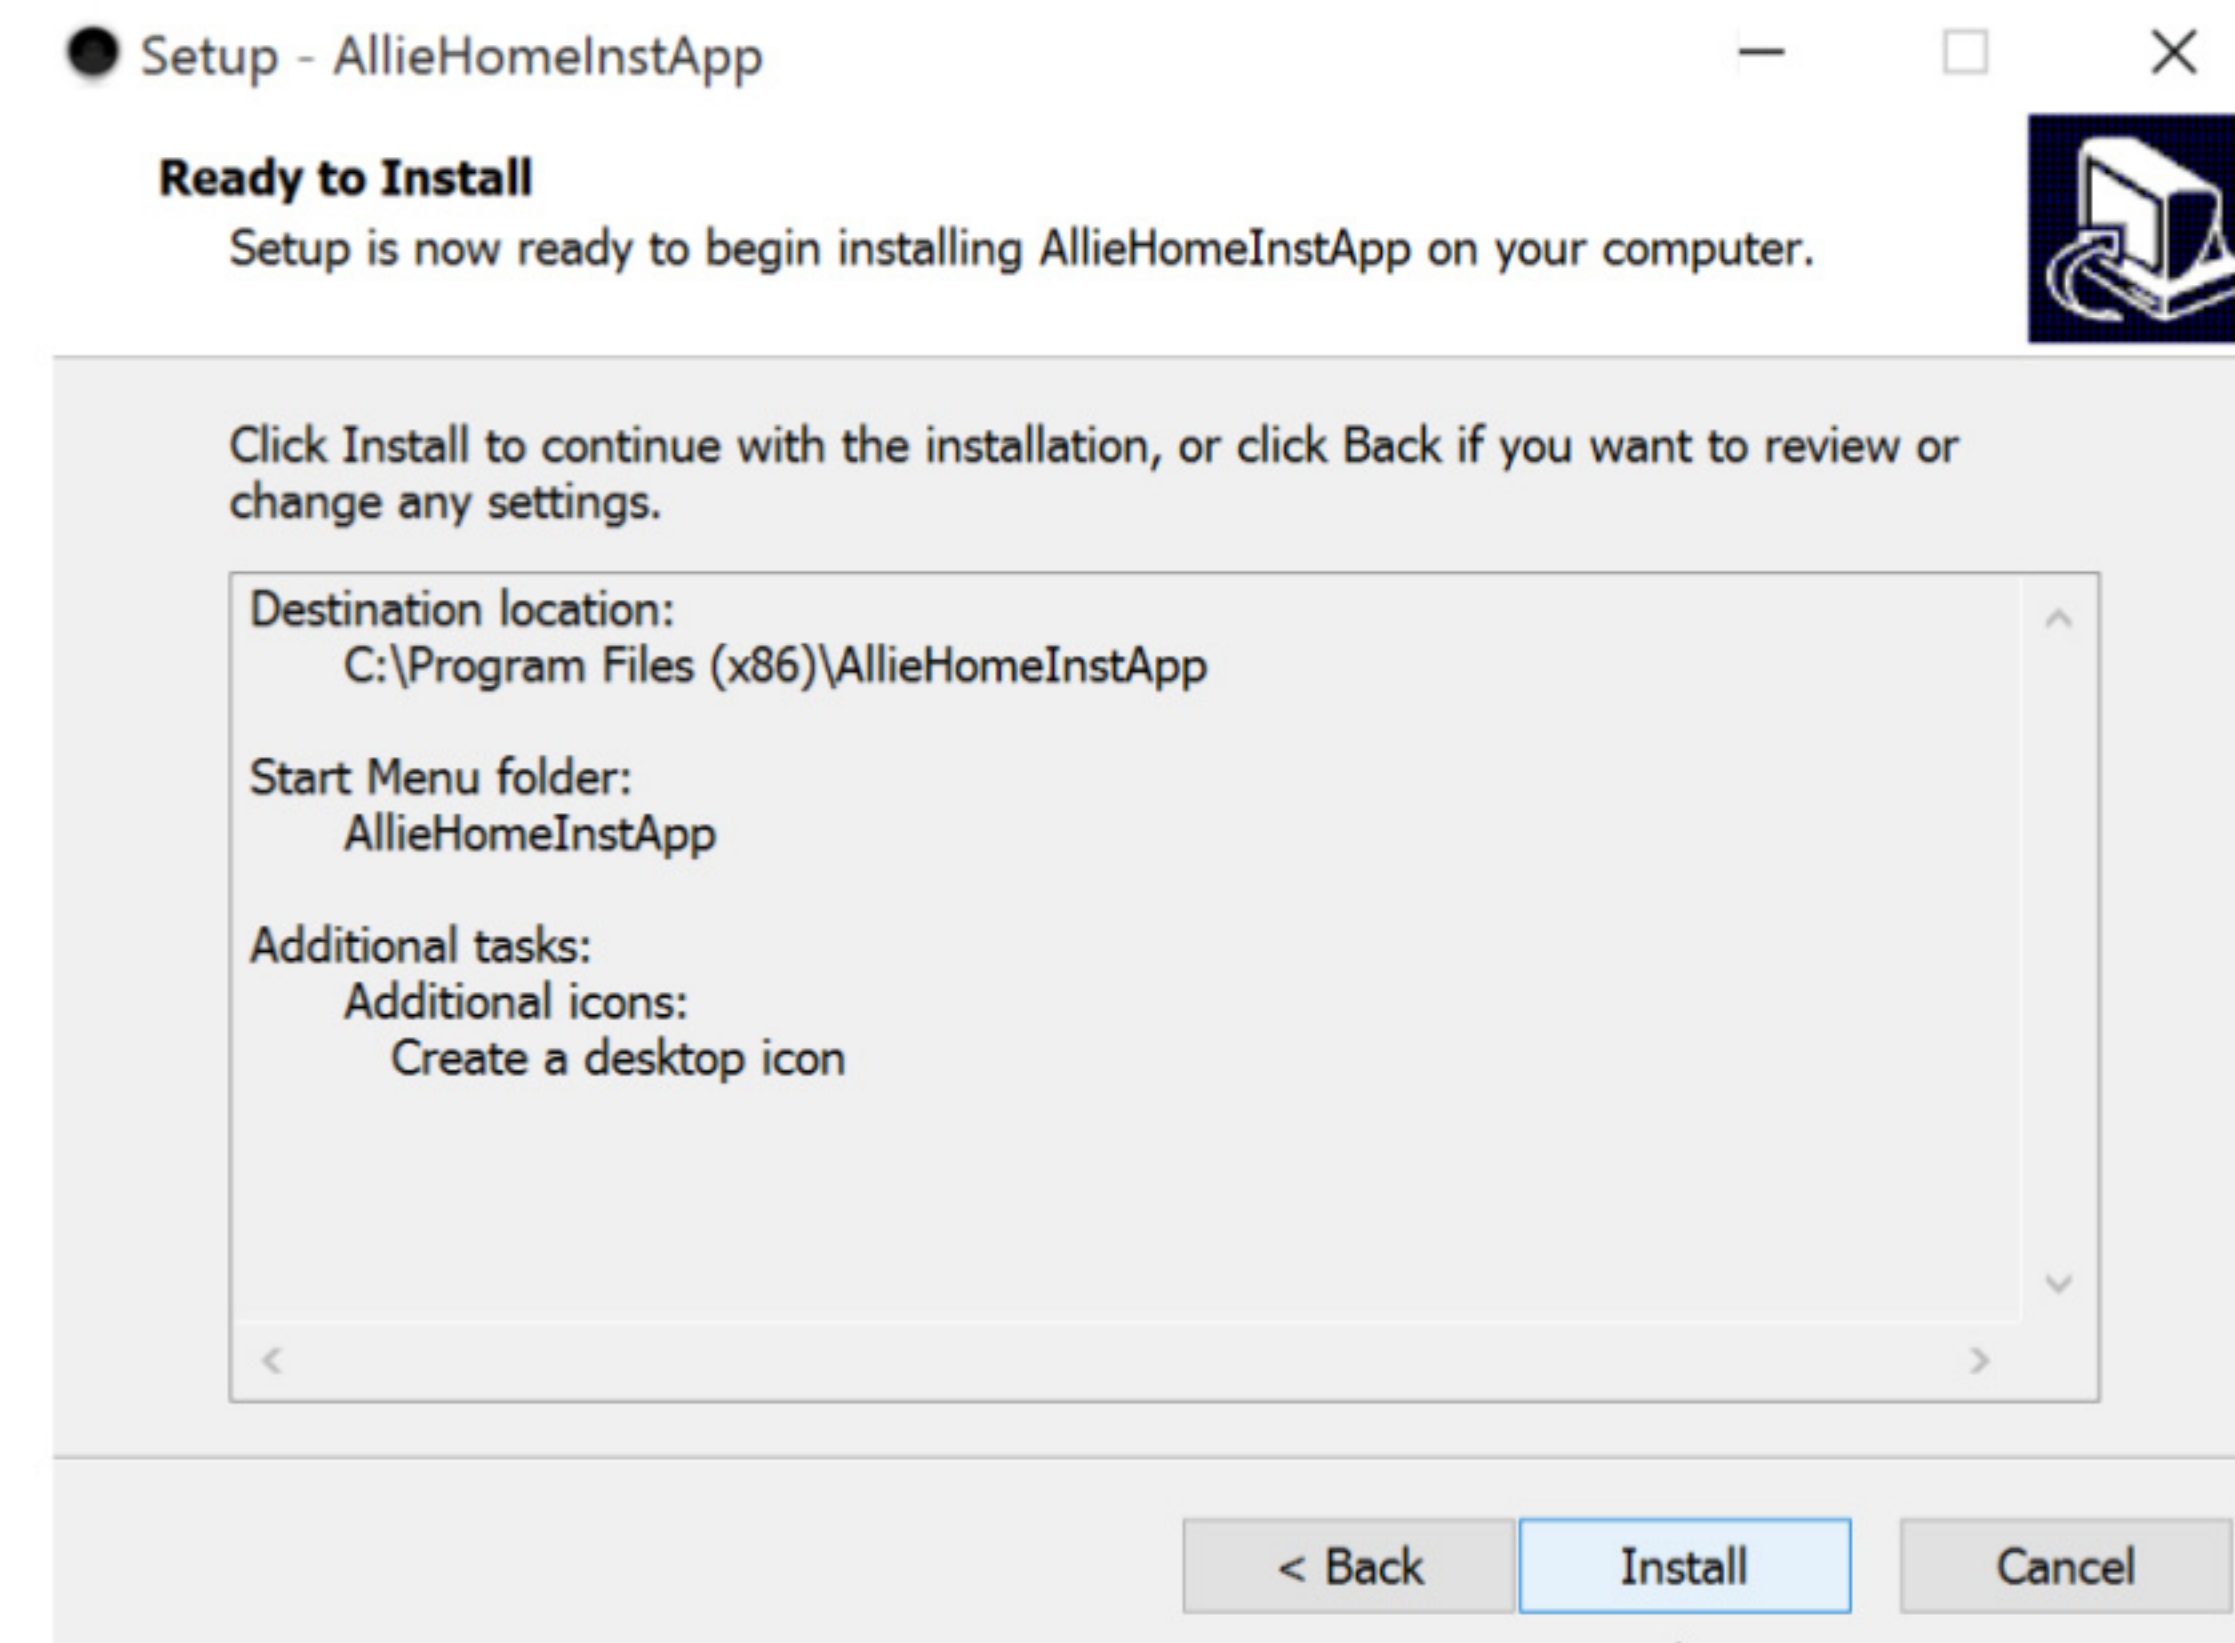 Setup - AllieHomeInstApp
Ready to Install
Setup is now ready to begin installing AllieHomeInstApp on your computer.
Click Install to continue with the installation, or click Back if you want to review or
change any settings.
Destination location:
C:\Program Files (x86)\AllieHomeInstApp
Start Menu folder:
AllieHomeInstApp
Additional tasks:
Additional icons:
Create a desktop icon
< Back
Install
Cancel